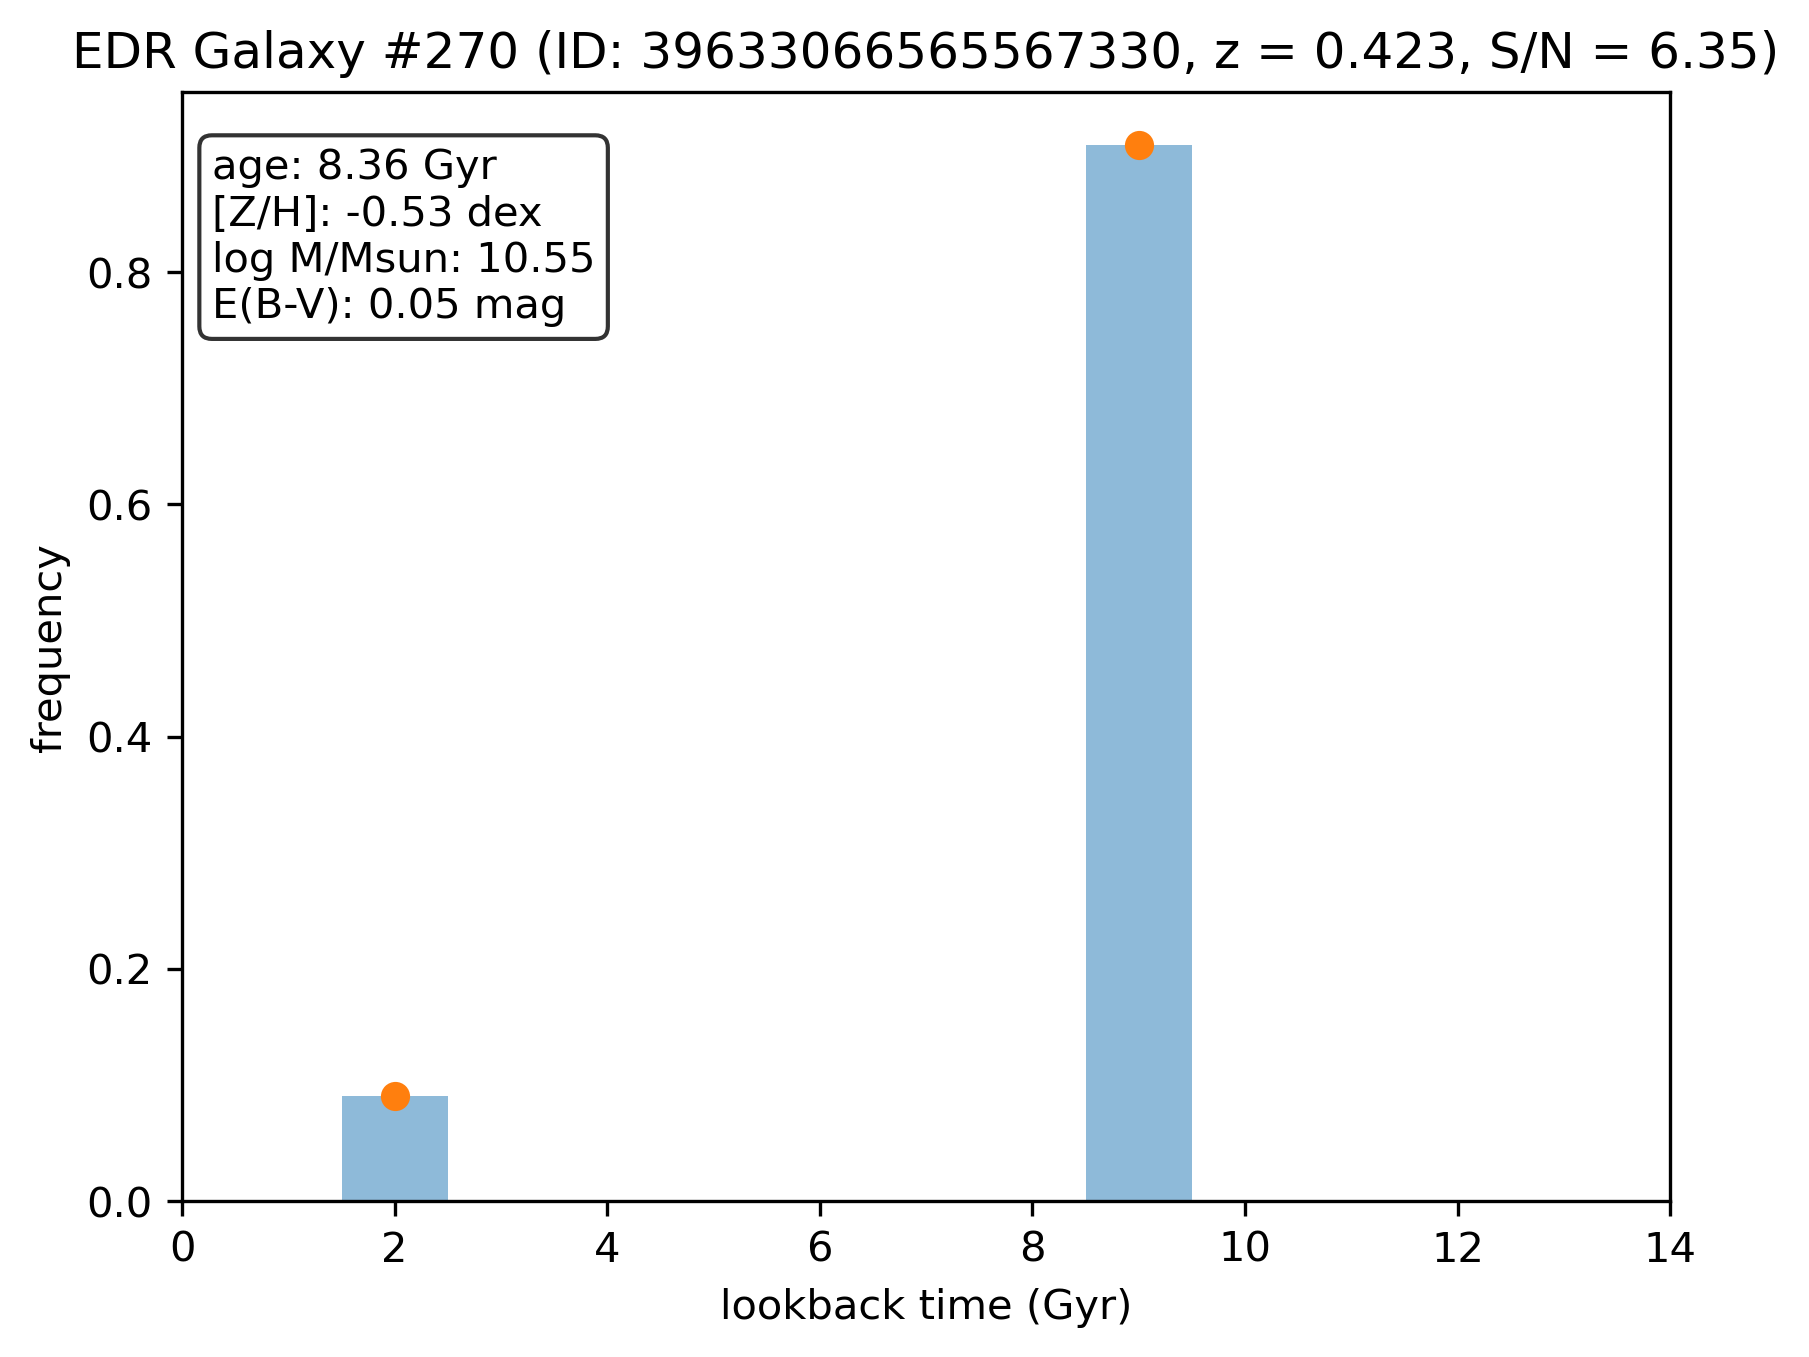 EDR Galaxy #270 (ID: 39633066565567330, z = 0.423, S/N = 6.35)
age: 8.36 Gyr
[Z/H]: -0.53 dex
log M/Msun: 10.55
E(B-V): 0.05 mag
frequency
0.8
0.6
0.4
0.2
0.0
0 2 4 6 8 10 12 14
lookback time (Gyr)